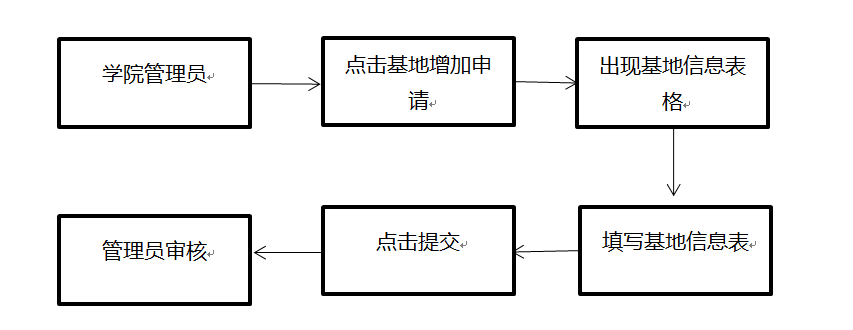 学院管理员
点击基地增加申
请
出现基地信息表
格
填写基地信息表
点击提交
管理员审核